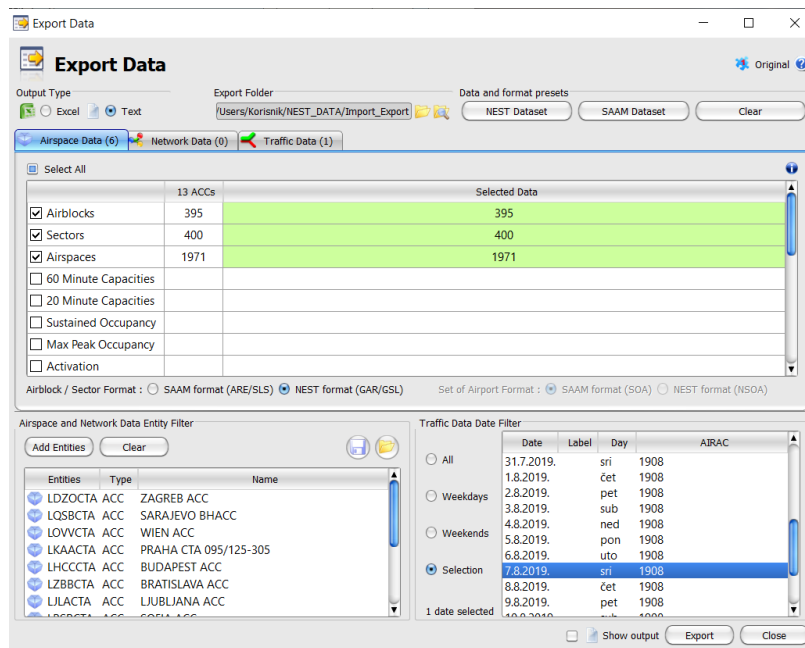 Export Data
Export Data
Original
Output Type
Export Folder
Data and format presets
Excel
Text
/Users/Korisnik/NEST_DATA/Import_Export
NEST Dataset
SAAM Dataset
Clear
Airspace Data (6)
Network Data (0)
Traffic Data (1)
Select All
13 ACCs Selected Data
Airblocks 395 395
Sectors 400 400
Airspaces 1971 1971
60 Minute Capacities
20 Minute Capacities
Sustained Occupancy
Max Peak Occupancy
Activation
Airblock / Sector Format : SAAM format (ARE/SLS) NEST format (GAR/GSL) Set of Airport Format : SAAM format (SOA) NEST format (NSOA)
Airspace and Network Data Entity Filter
Add Entities
Clear
Entities Type Name
LDZOCTA ACC ZAGREB ACC
LQSBCTA ACC SARAJEVO BHACC
LOVVCTA ACC WIEN ACC
LKAACTA ACC PRAHA CTA 095/125-305
LHCCCTA ACC BUDAPEST ACC
LZBBCTA ACC BRATISLAVA ACC
LJLACTA ACC LJUBLJANA ACC
Traffic Data Date Filter
All
Weekdays
Weekends
Selection
1 date selected
Date Label Day AIRAC
31.7.2019. sri 1908
1.8.2019. čet 1908
2.8.2019. pet 1908
3.8.2019. sub 1908
4.8.2019. ned 1908
5.8.2019. pon 1908
6.8.2019. uto 1908
7.8.2019. sri 1908
8.8.2019. čet 1908
9.8.2019. pet 1908
Show output
Export
Close